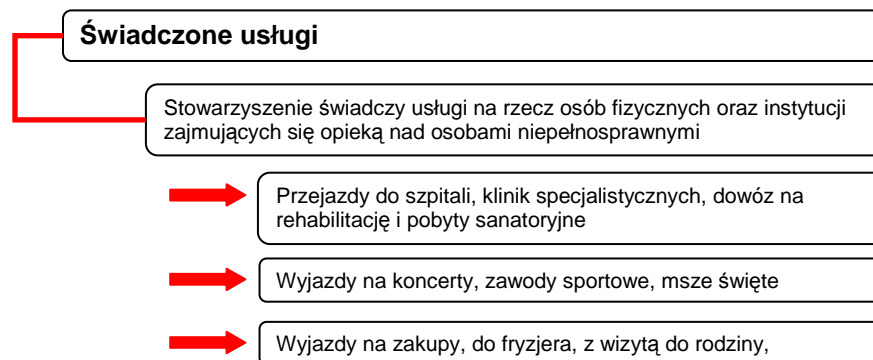 Świadczone usługi
Stowarzyszenie świadczy usługi na rzecz osób fizycznych oraz instytucji
zajmujących się opieką nad osobami niepełnosprawnymi
Przejazdy do szpitali, klinik specjalistycznych, dowóz na
rehabilitację i pobyty sanatoryjne
Wyjazdy na koncerty, zawody sportowe, msze święte
Wyjazdy na zakupy, do fryzjera, z wizytą do rodziny,